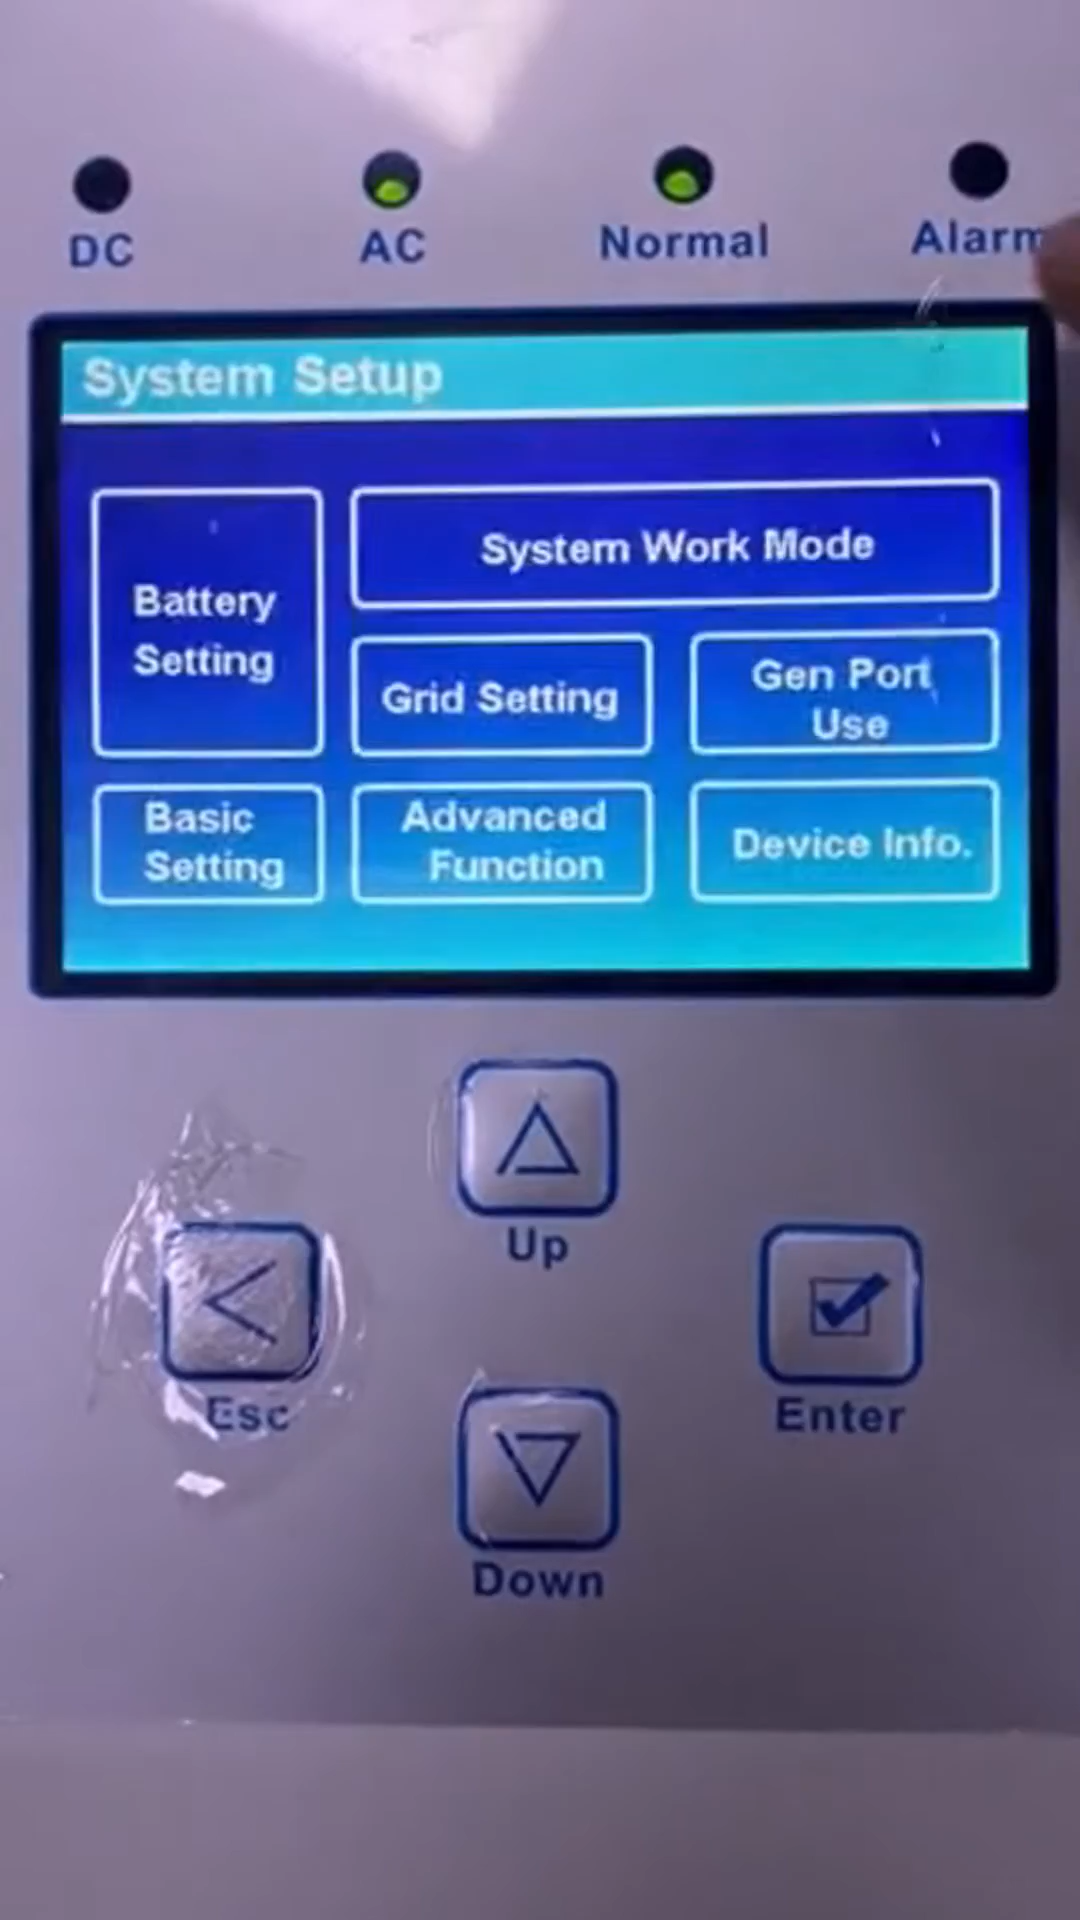 DC
AC
Normal
Alarm
System Setup
Battery
Setting
System Work Mode
Grid Setting
Gen Port
Use
Basic
Setting
Advanced
Function
Device Info.
Up
Esc
Enter
Down